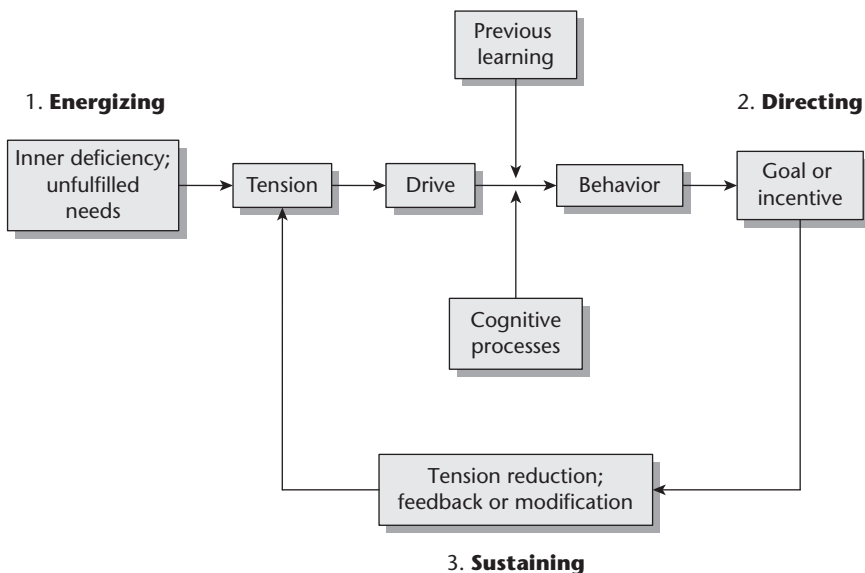 Previous
learning
1. Energizing
2. Directing
Inner deficiency;
unfulfilled
needs
Tension
Drive
Behavior
Goal or
incentive
Cognitive
processes
Tension reduction;
feedback or modification
3. Sustaining